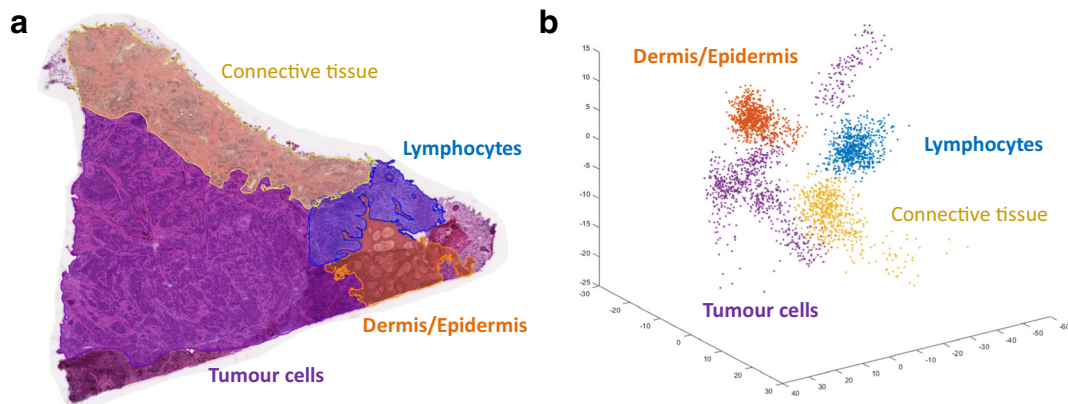 a
Connective tissue
Lymphocytes
Dermis/Epidermis
Tumour cells
b
Dermis/Epidermis
Lymphocytes
Connective tissue
Tumour cells
15
10
5
0
-5
-10
-15
-20
-25
-30
-20
-10
0
10
20
30
40
30
20
10
0
-10
-20
-30
-40
-50
-60